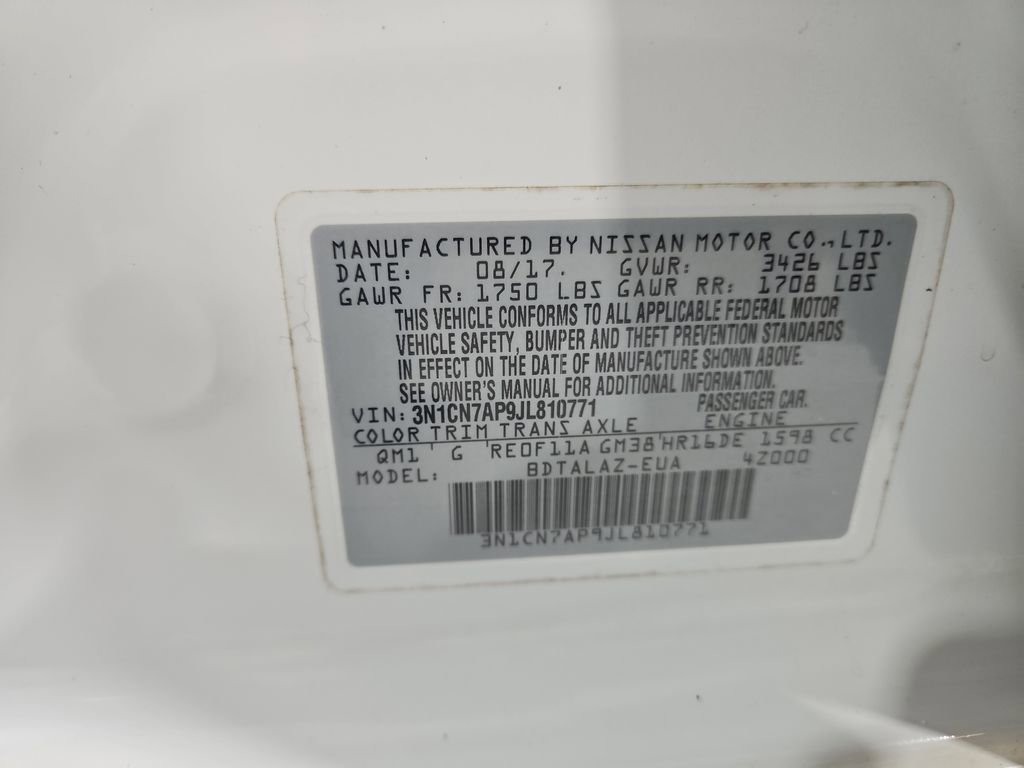 MANUFACTURED BY NISSAN MOTOR CO.,LTD.
DATE: 08/17. GVWR: 3426 LBS
GAWR FR: 1750 LBS GAWR RR: 1708 LBS
THIS VEHICLE CONFORMS TO ALL APPLICABLE FEDERAL MOTOR
VEHICLE SAFETY, BUMPER AND THEFT PREVENTION STANDARDS
IN EFFECT ON THE DATE OF MANUFACTURE SHOWN ABOVE.
SEE OWNER'S MANUAL FOR ADDITIONAL INFORMATION.
VIN: 3N1CN7AP9JL810771 PASSENGER CAR.
COLOR TRIM TRANS AXLE ENGINE
QM1 G RE0F11A GM38 HR16DE 1598 CC
MODEL: BDTALAZ-EUA 4Z000
3N1CN7AP9JL810771